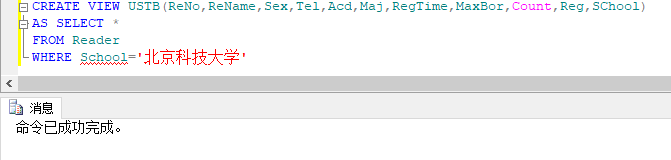 CREATE VIEW USTB(ReNo,ReName,Sex,Tel,Acd,Maj,RegTime,MaxBor,Count,Reg,SChool)
AS SELECT *
FROM Reader
WHERE School='北京科技大学'
消息
命令已成功完成。